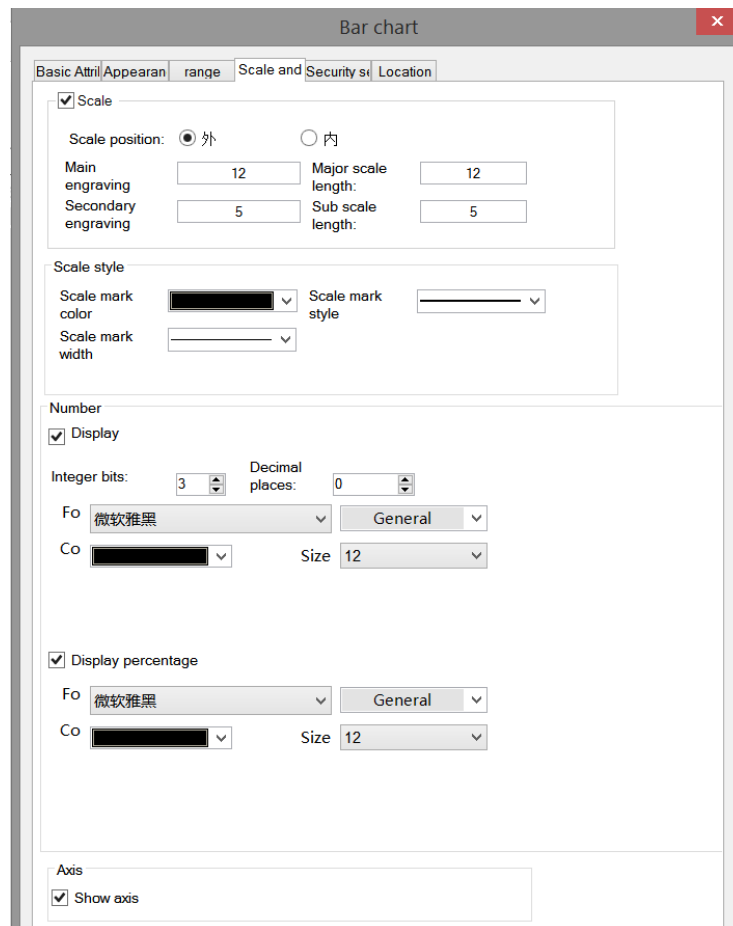 Bar chart
Basic Attril Appearan range Scale and Security se Location
Scale
Scale position: 外 内
Main engraving 12 Major scale length: 12
Secondary engraving 5 Sub scale length: 5
Scale style
Scale mark color Scale mark style
Scale mark width
Number
Display
Integer bits: 3 Decimal places: 0
Fo 微软雅黑 General
Co Size 12
Display percentage
Fo 微软雅黑 General
Co Size 12
Axis
Show axis